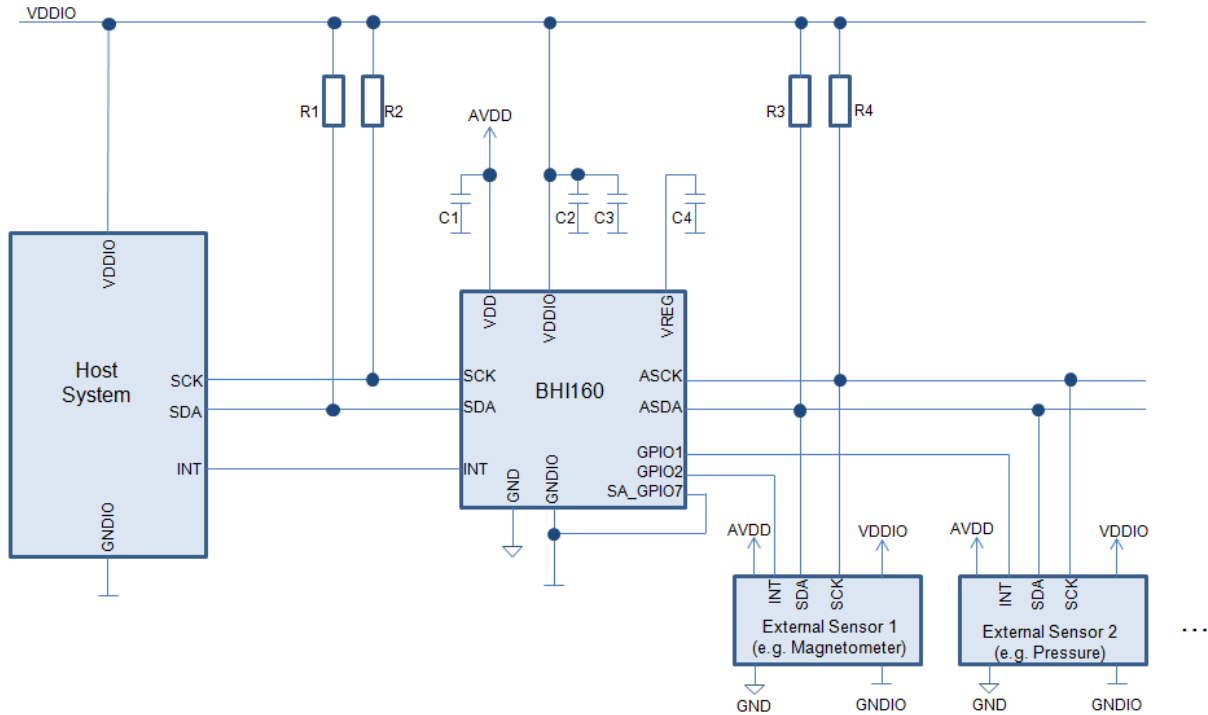 VDDIO
R1
R2
R3
R4
AVDD
C1
C2
C3
C4
VDDIO
Host
System
SCK
SDA
INT
GNDIO
VDD
VDDIO
VREG
SCK
SDA
INT
BHI160
ASCK
ASDA
GPIO1
GPIO2
SA_GPIO7
GND
GNDIO
AVDD
VDDIO
INT
SDA
SCK
External Sensor 1
(e.g. Magnetometer)
GND
GNDIO
AVDD
VDDIO
INT
SDA
SCK
External Sensor 2
(e.g. Pressure)
GND
GNDIO
...